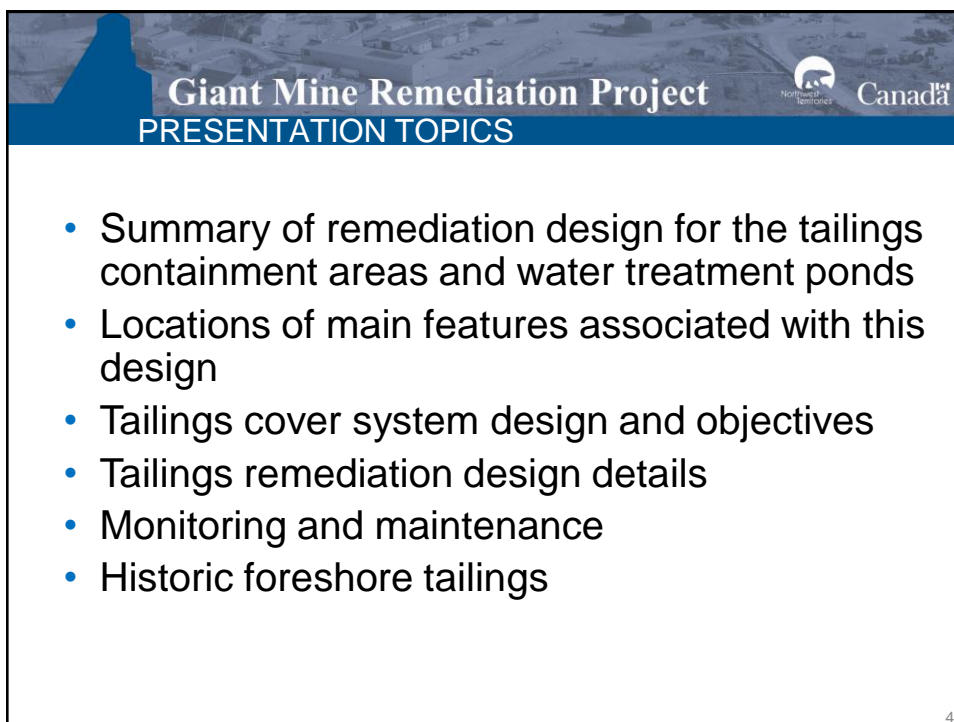 Giant Mine Remediation Project
Northwest
Territories
Canada
PRESENTATION TOPICS
• Summary of remediation design for the tailings
containment areas and water treatment ponds
• Locations of main features associated with this
design
• Tailings cover system design and objectives
• Tailings remediation design details
• Monitoring and maintenance
• Historic foreshore tailings
4